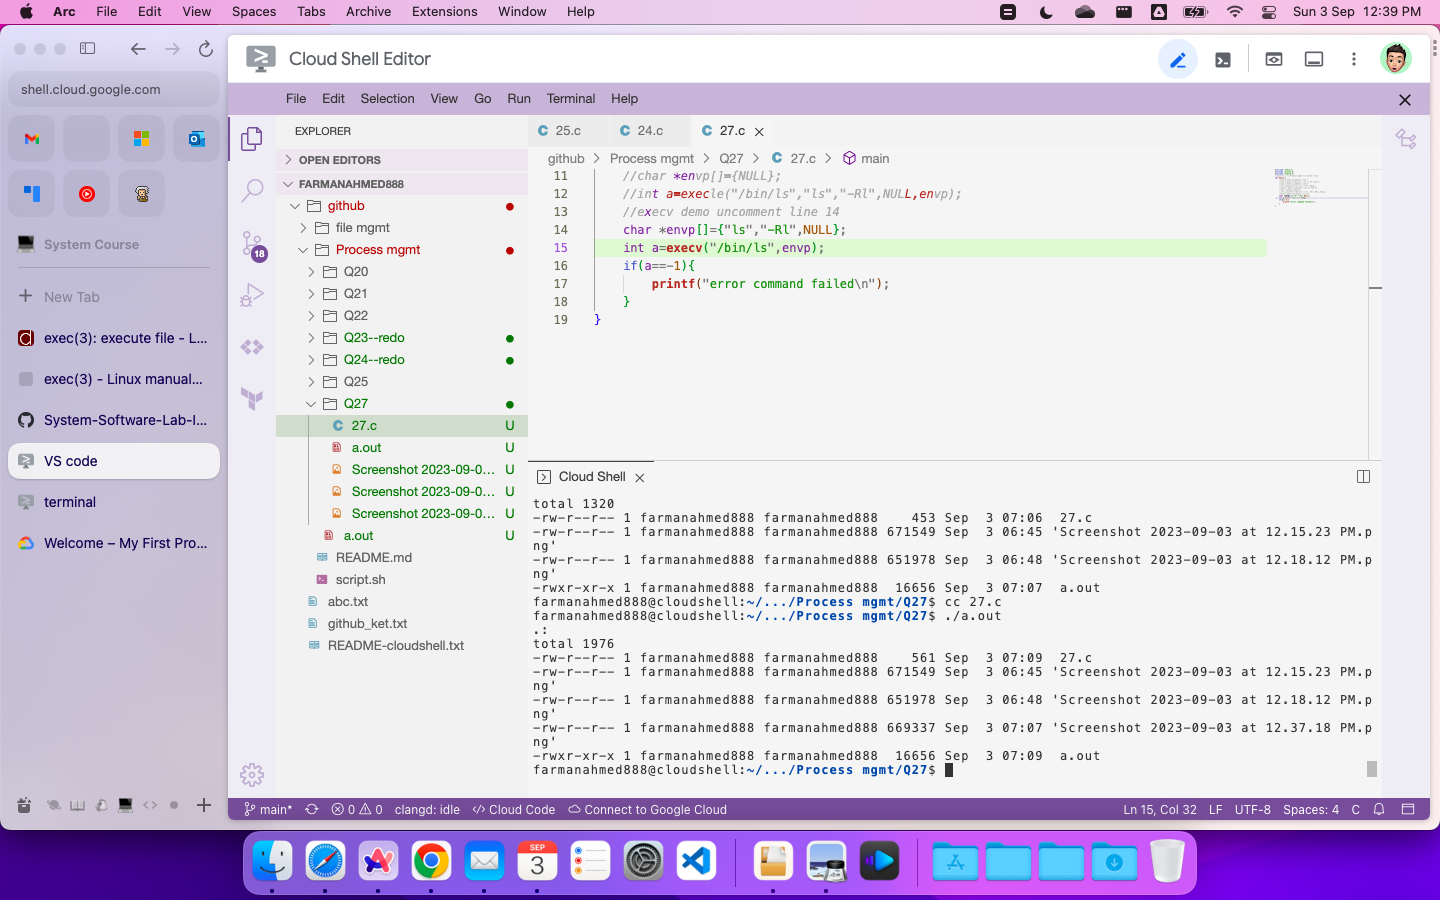 Arc File Edit View Spaces Tabs Archive Extensions Window Help Sun 3 Sep 12:39 PM
shell.cloud.google.com
System Course
New Tab
exec(3): execute file - L...
exec(3) - Linux manual...
System-Software-Lab-I...
VS code
terminal
Welcome – My First Pro...
Cloud Shell Editor
File Edit Selection View Go Run Terminal Help
EXPLORER
OPEN EDITORS
FARMANAHMED888
github
file mgmt
Process mgmt
Q20
Q21
Q22
Q23--redo
Q24--redo
Q25
Q27
27.c U
a.out U
Screenshot 2023-09-0... U
Screenshot 2023-09-0... U
Screenshot 2023-09-0... U
a.out U
README.md
script.sh
abc.txt
github_ket.txt
README-cloudshell.txt
18
25.c 24.c 27.c
github > Process mgmt > Q27 > 27.c > main
11 //char *envp[]={NULL};
12 //int a=execle("/bin/ls","ls","-Rl",NULL,envp);
13 //execv demo uncomment line 14
14 char *envp[]={"ls","-Rl",NULL};
15 int a=execv("/bin/ls",envp);
16 if(a==-1){
17 printf("error command failed\n");
18 }
19 }
Cloud Shell
total 1320
-rw-r--r-- 1 farmanahmed888 farmanahmed888    453 Sep  3 07:06  27.c
-rw-r--r-- 1 farmanahmed888 farmanahmed888 671549 Sep  3 06:45 'Screenshot 2023-09-03 at 12.15.23 PM.p
ng'
-rw-r--r-- 1 farmanahmed888 farmanahmed888 651978 Sep  3 06:48 'Screenshot 2023-09-03 at 12.18.12 PM.p
ng'
-rwxr-xr-x 1 farmanahmed888 farmanahmed888  16656 Sep  3 07:07  a.out
farmanahmed888@cloudshell:~/.../Process mgmt/Q27$ cc 27.c
farmanahmed888@cloudshell:~/.../Process mgmt/Q27$ ./a.out
.:
total 1976
-rw-r--r-- 1 farmanahmed888 farmanahmed888    561 Sep  3 07:09  27.c
-rw-r--r-- 1 farmanahmed888 farmanahmed888 671549 Sep  3 06:45 'Screenshot 2023-09-03 at 12.15.23 PM.p
ng'
-rw-r--r-- 1 farmanahmed888 farmanahmed888 651978 Sep  3 06:48 'Screenshot 2023-09-03 at 12.18.12 PM.p
ng'
-rw-r--r-- 1 farmanahmed888 farmanahmed888 669337 Sep  3 07:07 'Screenshot 2023-09-03 at 12.37.18 PM.p
ng'
-rwxr-xr-x 1 farmanahmed888 farmanahmed888  16656 Sep  3 07:09  a.out
farmanahmed888@cloudshell:~/.../Process mgmt/Q27$
main* 0 0 clangd: idle Cloud Code Connect to Google Cloud Ln 15, Col 32 LF UTF-8 Spaces: 4 C
SEP
3